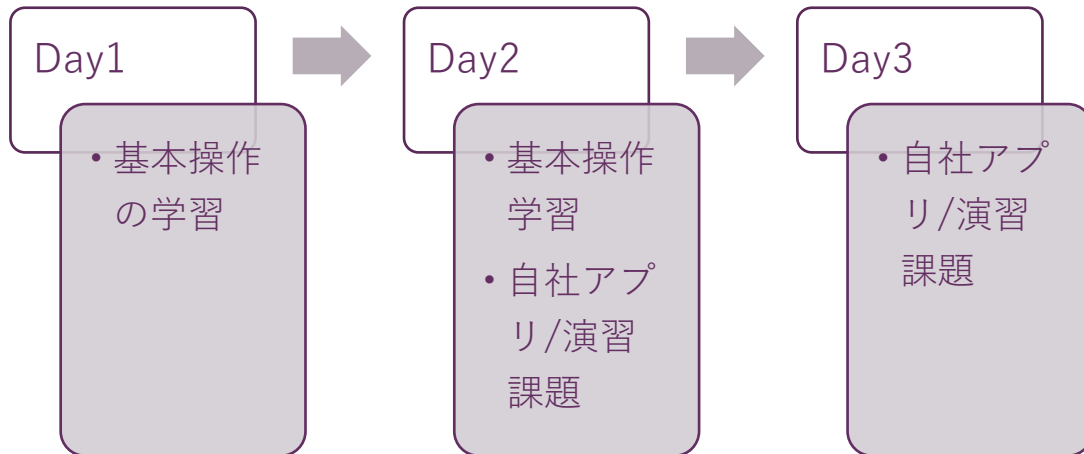 Day1
• 基本操作
の学習
Day2
• 基本操作
学習
• 自社アプ
リ/演習
課題
Day3
• 自社アプ
リ/演習
課題